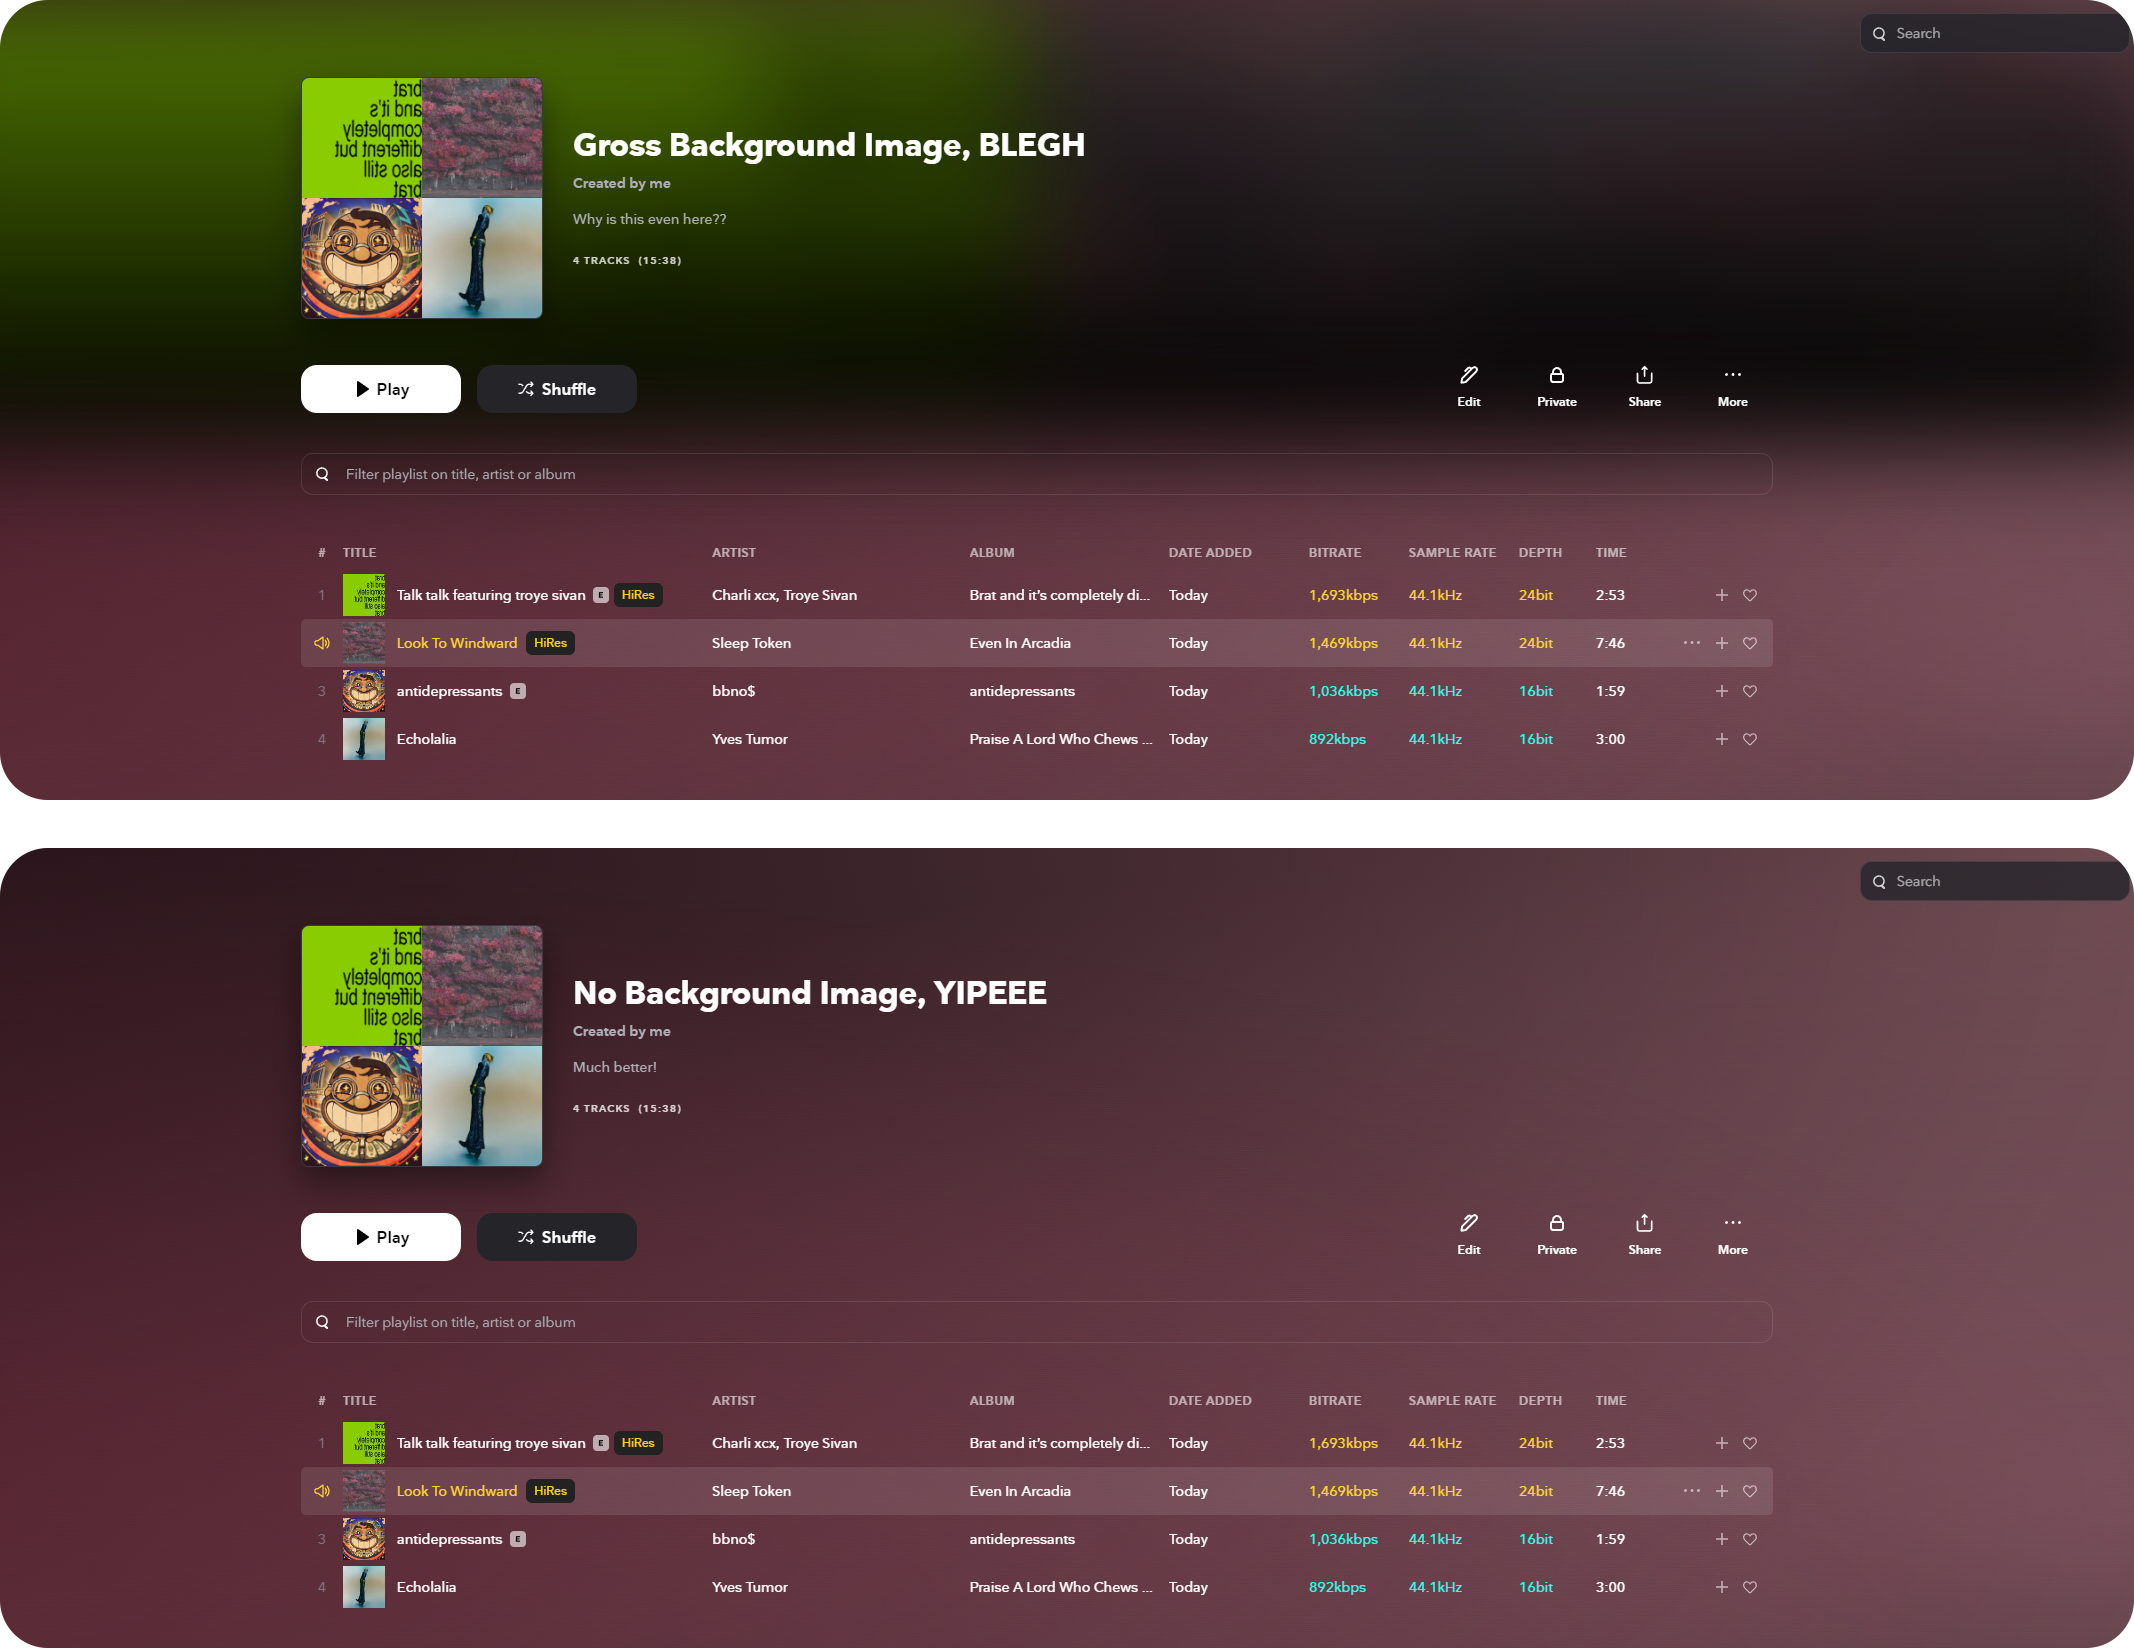 Search
brat
and it's
completely
different but
also still
brat
Gross Background Image, BLEGH
Created by me
Why is this even here??
4 TRACKS (15:38)
Play
Shuffle
Edit
Private
Share
More
Filter playlist on title, artist or album
# TITLE ARTIST ALBUM DATE ADDED BITRATE SAMPLE RATE DEPTH TIME
1 Talk talk featuring troye sivan E HiRes Charli xcx, Troye Sivan Brat and it’s completely di... Today 1,693kbps 44.1kHz 24bit 2:53
Look To Windward HiRes Sleep Token Even In Arcadia Today 1,469kbps 44.1kHz 24bit 7:46
3 antidepressants E bbno$ antidepressants Today 1,036kbps 44.1kHz 16bit 1:59
4 Echolalia Yves Tumor Praise A Lord Who Chews ... Today 892kbps 44.1kHz 16bit 3:00
Search
brat
and it's
completely
different but
also still
brat
No Background Image, YIPEEE
Created by me
Much better!
4 TRACKS (15:38)
Play
Shuffle
Edit
Private
Share
More
Filter playlist on title, artist or album
# TITLE ARTIST ALBUM DATE ADDED BITRATE SAMPLE RATE DEPTH TIME
1 Talk talk featuring troye sivan E HiRes Charli xcx, Troye Sivan Brat and it’s completely di... Today 1,693kbps 44.1kHz 24bit 2:53
Look To Windward HiRes Sleep Token Even In Arcadia Today 1,469kbps 44.1kHz 24bit 7:46
3 antidepressants E bbno$ antidepressants Today 1,036kbps 44.1kHz 16bit 1:59
4 Echolalia Yves Tumor Praise A Lord Who Chews ... Today 892kbps 44.1kHz 16bit 3:00